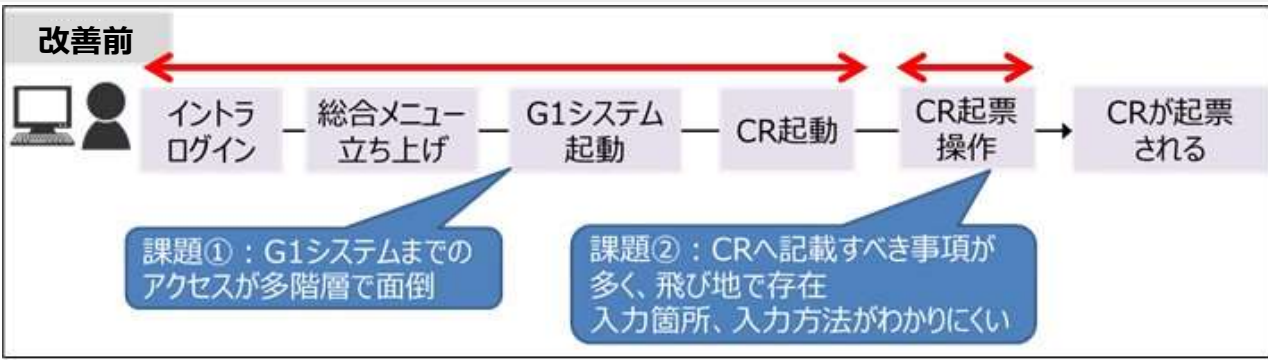 改善前
イントラ
ログイン
総合メニュー
立ち上げ
G1システム
起動
CR起動
CR起票
操作
CRが起票
される
課題①：G1システムまでの
アクセスが多階層で面倒
課題②：CRへ記載すべき事項が
多く、飛び地で存在
入力箇所、入力方法がわかりにくい